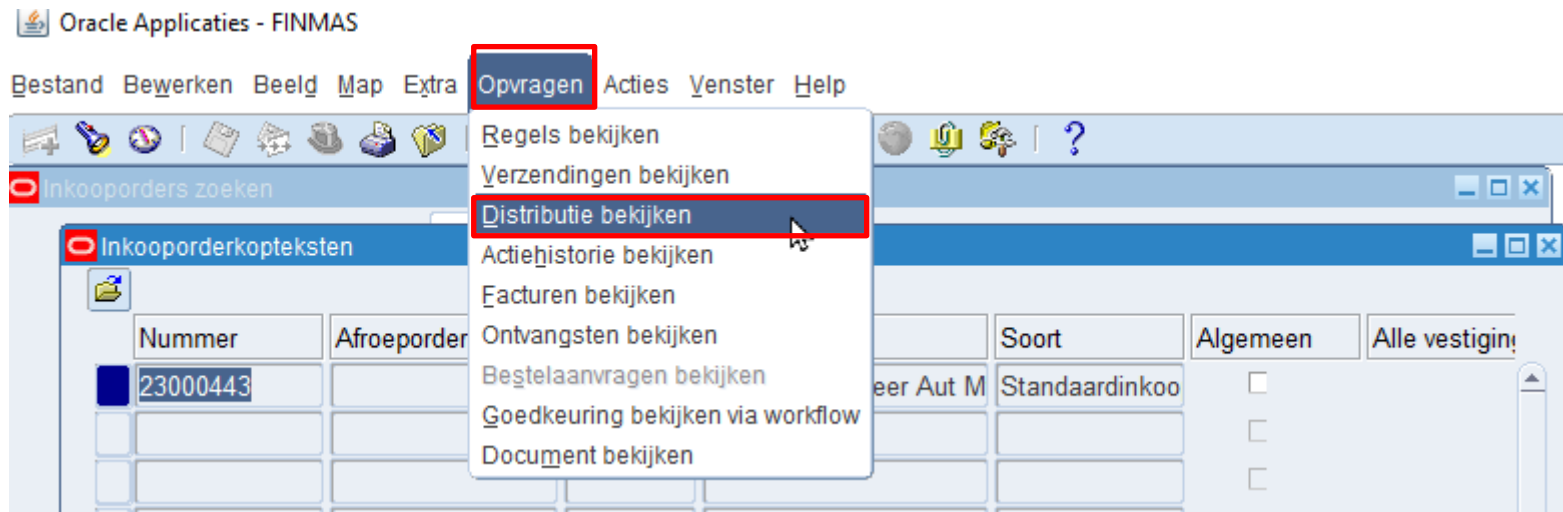 Oracle Applicaties - FINMAS
Bestand Bewerken Beeld Map Extra Opvragen Acties Venster Help
Regels bekijken
Verzendingen bekijken
Distributie bekijken
Actiehistorie bekijken
Facturen bekijken
Ontvangsten bekijken
Bestelaanvragen bekijken
Goedkeuring bekijken via workflow
Document bekijken
Inkooporders zoeken
Inkooporderkopteksten
Nummer Afroeporder Soort Algemeen Alle vestiging
23000443 eer Aut M Standaardinkoo